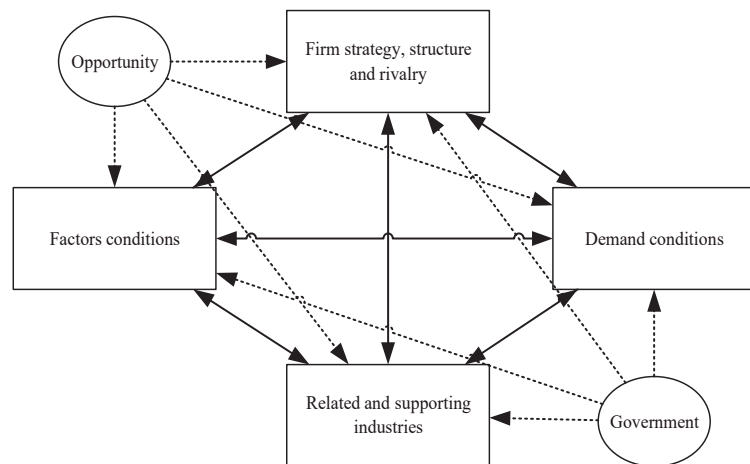 Opportunity
Firm strategy, structure
and rivalry
Factors conditions
Demand conditions
Related and supporting
industries
Government